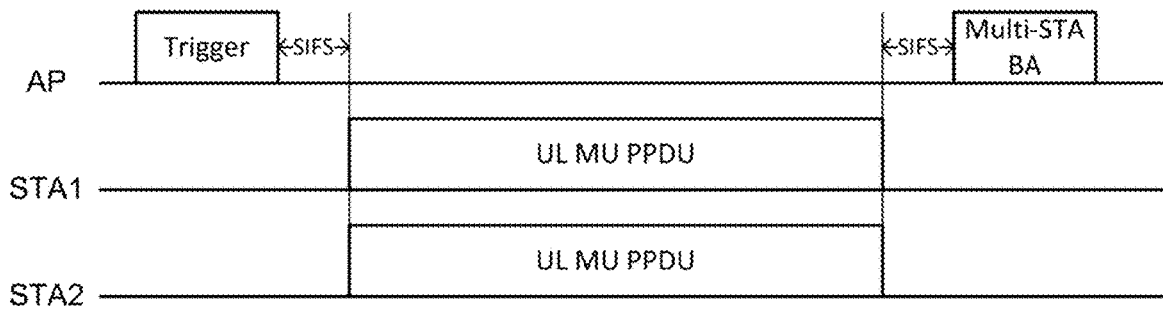 Trigger
SIFS
SIFS
Multi-STA
BA
AP
UL MU PPDU
STA1
UL MU PPDU
STA2